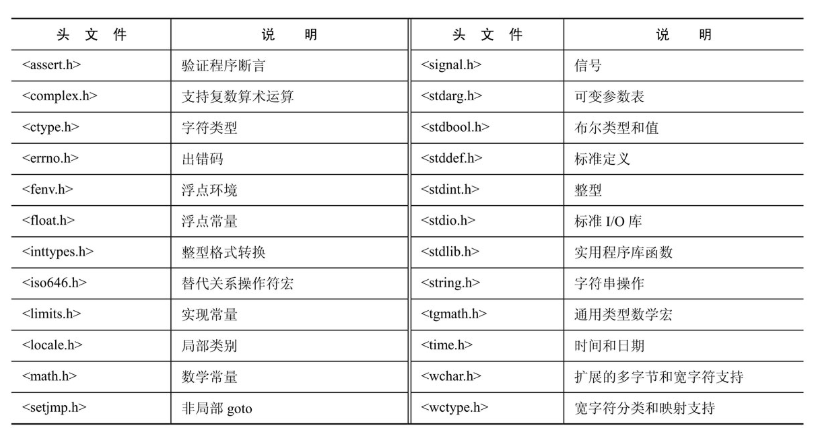 头 文 件 说 明 头 文 件 说 明
<assert.h> 验证程序断言 <signal.h> 信号
<complex.h> 支持复数算术运算 <stdarg.h> 可变参数表
<ctype.h> 字符类型 <stdbool.h> 布尔类型和值
<errno.h> 出错码 <stddef.h> 标准定义
<fenv.h> 浮点环境 <stdint.h> 整型
<float.h> 浮点常量 <stdio.h> 标准 I/O 库
<inttypes.h> 整型格式转换 <stdlib.h> 实用程序库函数
<iso646.h> 替代关系操作符宏 <string.h> 字符串操作
<limits.h> 实现常量 <tgmath.h> 通用类型数学宏
<locale.h> 局部类别 <time.h> 时间和日期
<math.h> 数学常量 <wchar.h> 扩展的多字节和宽字符支持
<setjmp.h> 非局部 goto <wctype.h> 宽字符分类和映射支持